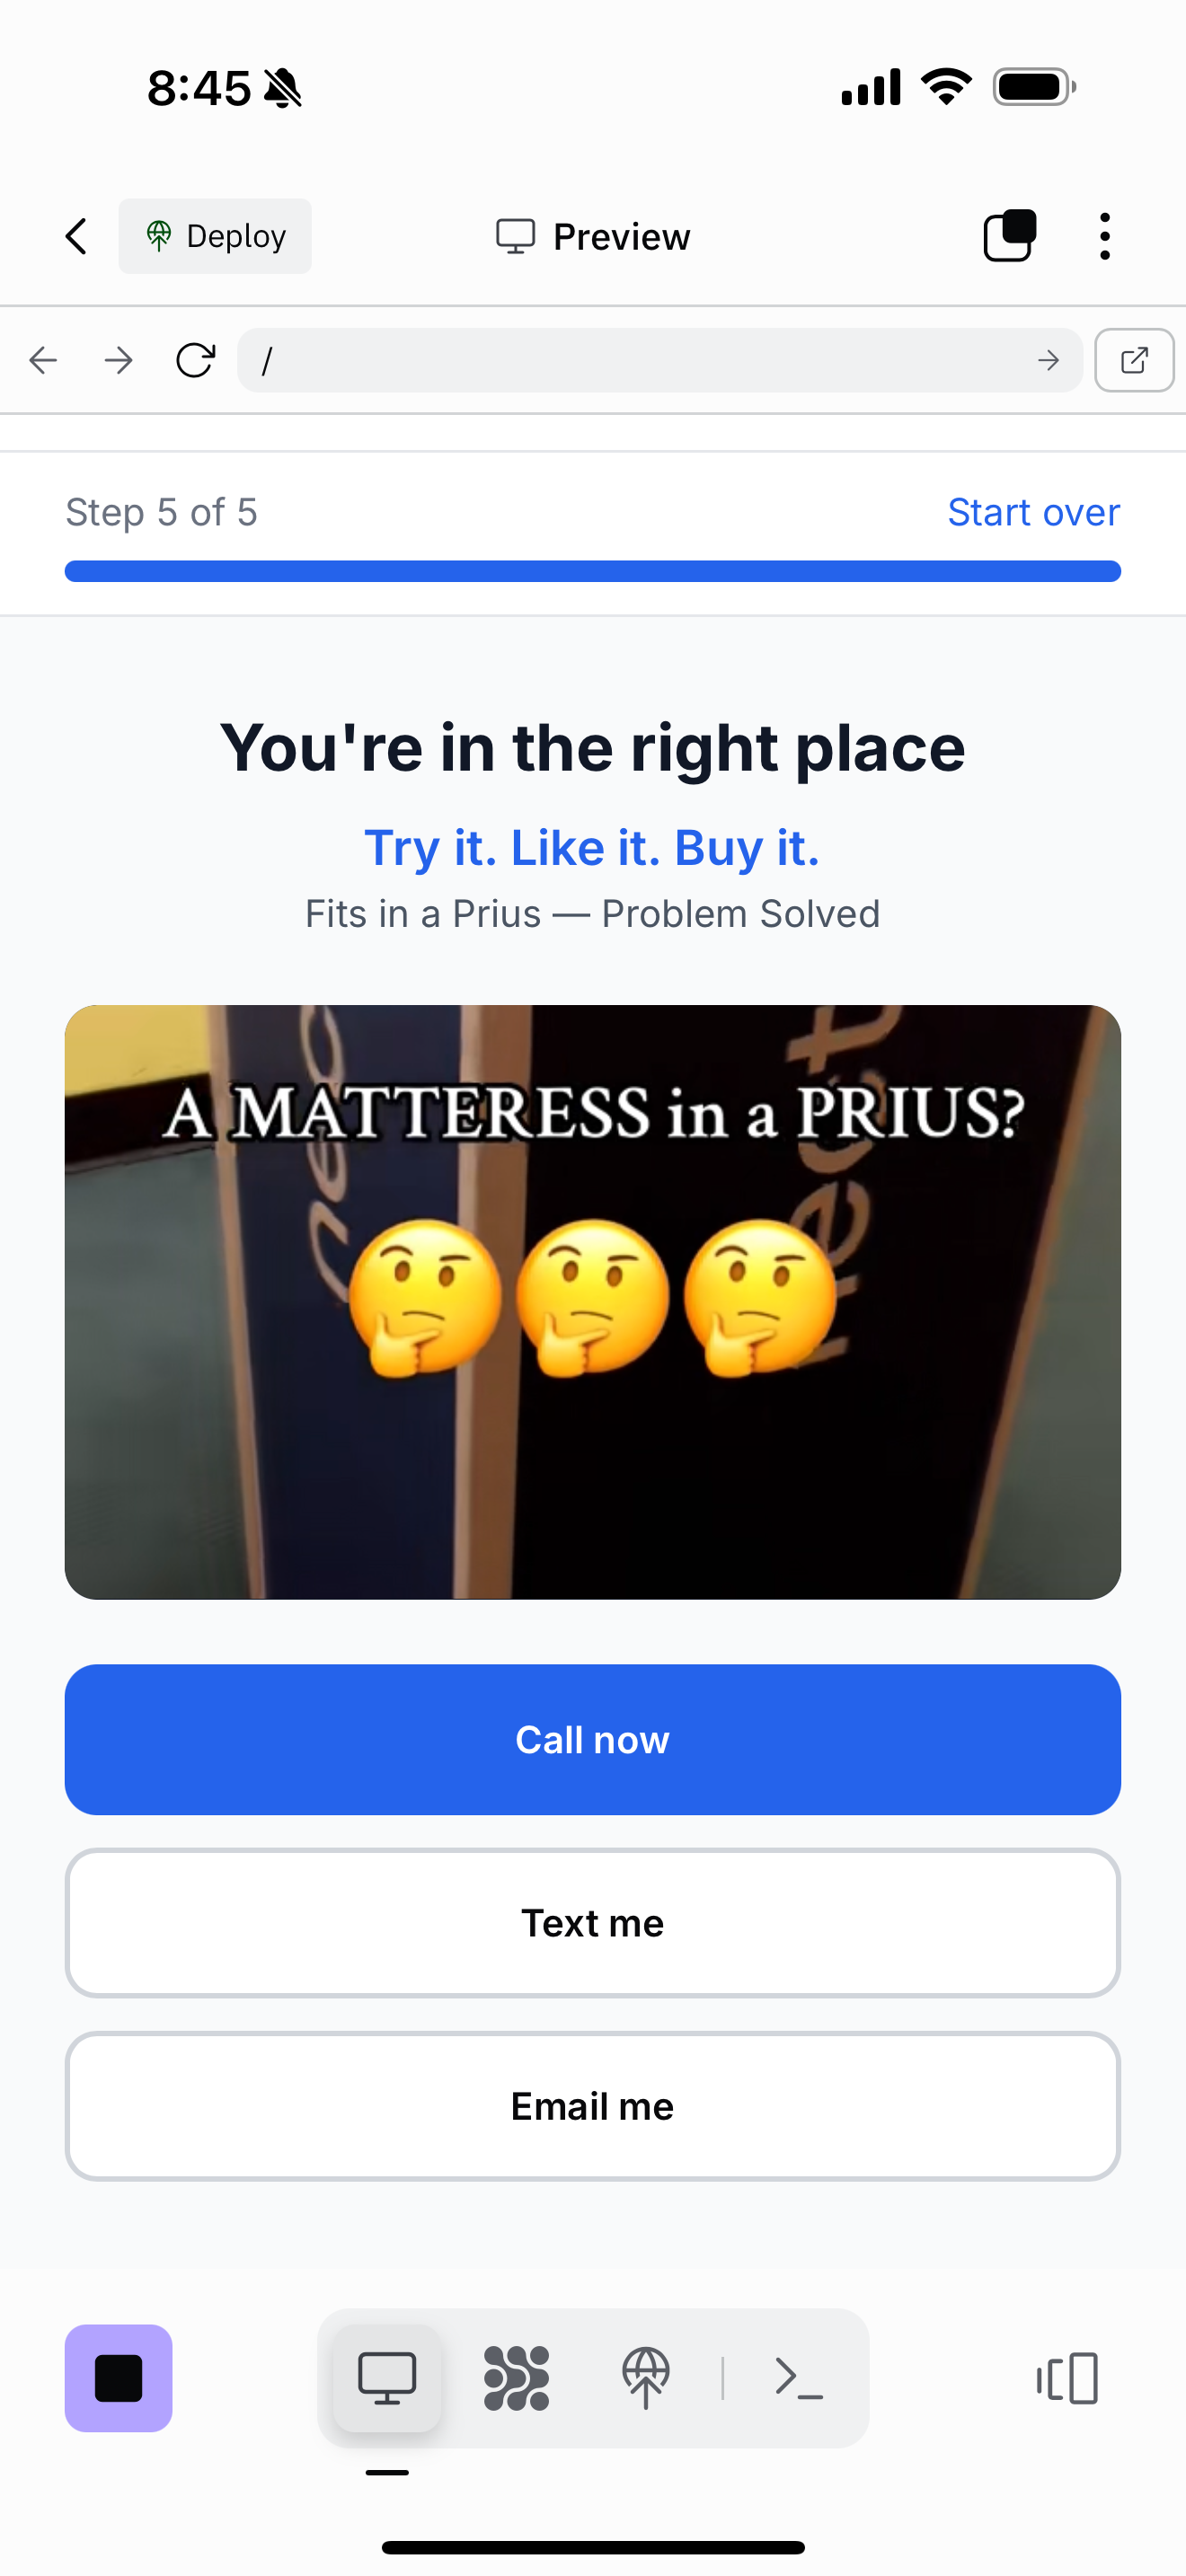 8:45
Deploy
Preview
/
Step 5 of 5
Start over
You're in the right place
Try it. Like it. Buy it.
Fits in a Prius — Problem Solved
A MATTERESS in a PRIUS?
Call now
Text me
Email me